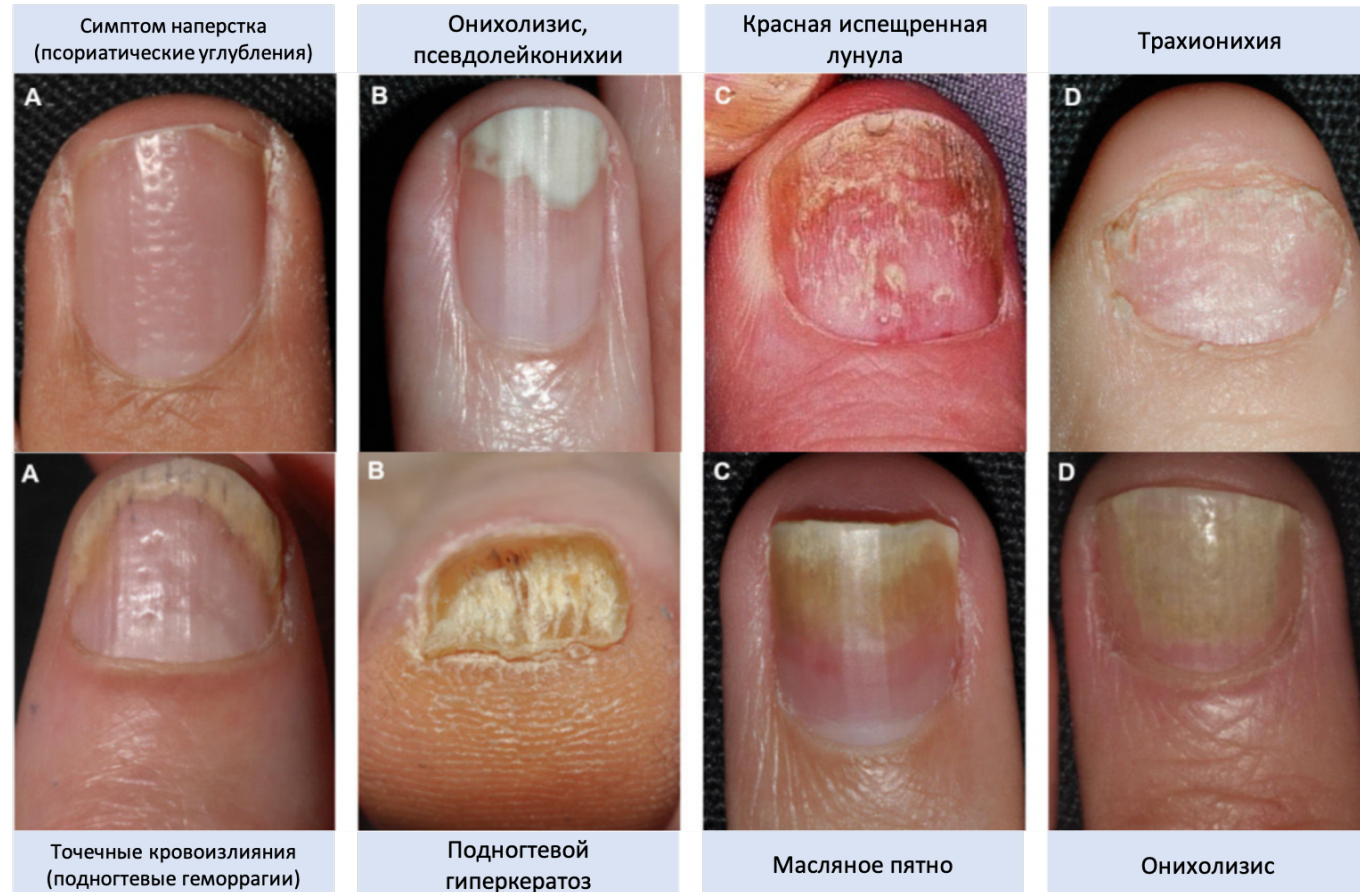 Симптом наперстка
(псориатические углубления)
Онихолизис,
псевдолейконихии
Красная испещренная
лунула
Трахионихия
A
B
C
D
A
B
C
D
Точечные кровоизлияния
(подногтевые геморрагии)
Подногтевой
гиперкератоз
Масляное пятно
Онихолизис